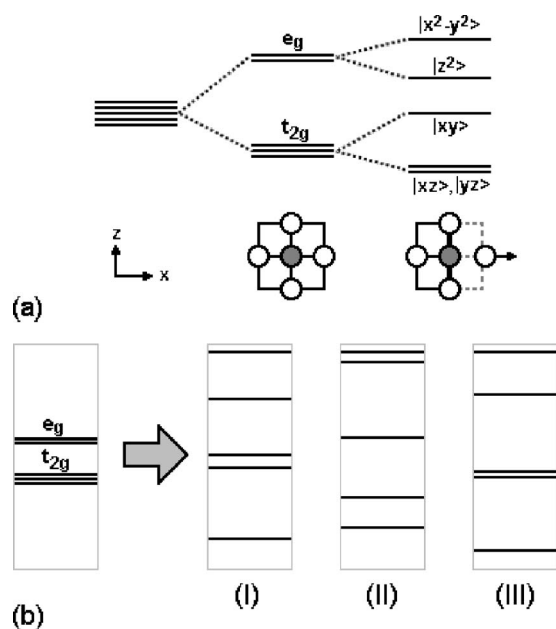 |x²-y²>
e_g
|z²>
|xy>
t_2g
|xz>,|yz>
z
x
(a)
e_g
t_2g
(I) (II) (III)
(b)